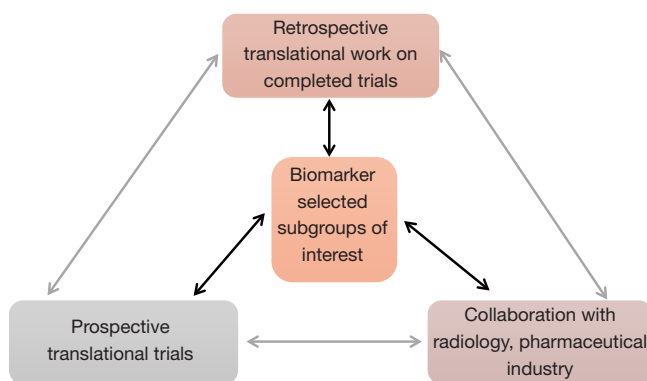 Retrospective
translational work on
completed trials
Biomarker
selected
subgroups of
interest
Prospective
translational trials
Collaboration with
radiology, pharmaceutical
industry